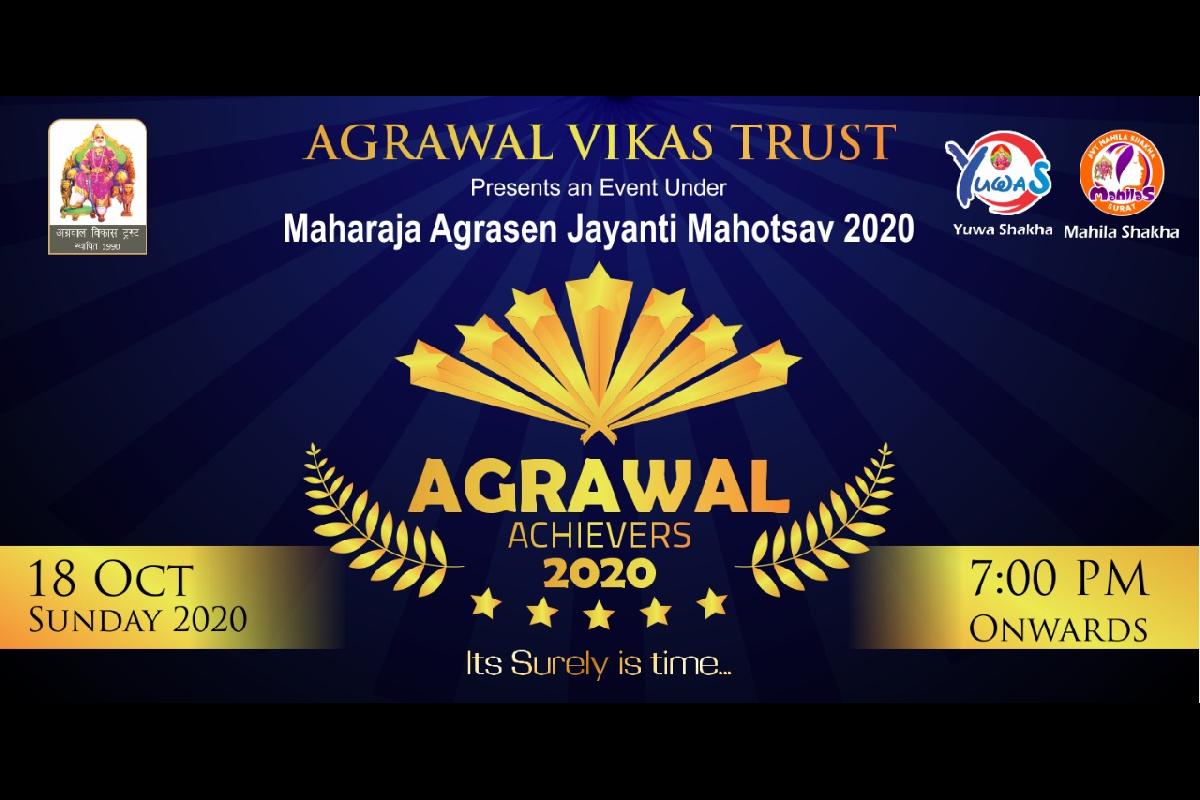 AGRAWAL VIKAS TRUST
Presents an Event Under
Maharaja Agrasen Jayanti Mahotsav 2020
अग्रवाल विकास ट्रस्ट
स्थापित 1990
YuwaS
Yuwa Shakha
AVT MAHILA SHAKHA
MahilaS
SURAT
Mahila Shakha
AGRAWAL
ACHIEVERS
2020
18 Oct
Sunday 2020
7:00 PM
Onwards
Its Surely is time...